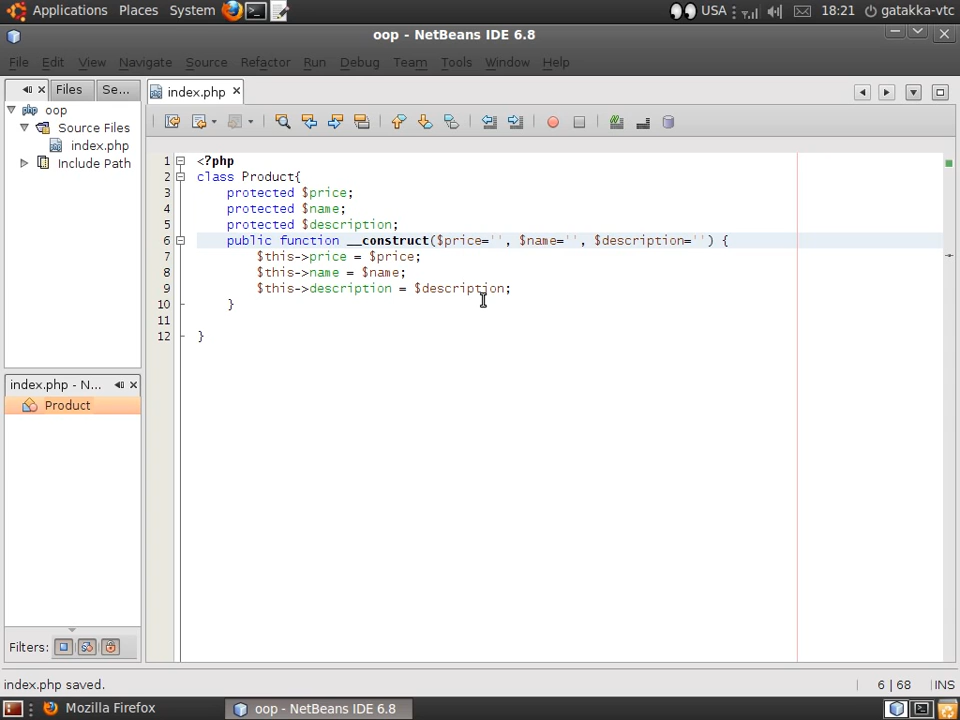 Applications Places System USA 18:21 gatakka-vtc
oop - NetBeans IDE 6.8
File Edit View Navigate Source Refactor Run Debug Team Tools Window Help
Files Se... index.php
oop
Source Files
index.php
Include Path
1 <?php
2 class Product{
3 protected $price;
4 protected $name;
5 protected $description;
6 public function __construct($price='', $name='', $description='') {
7 $this->price = $price;
8 $this->name = $name;
9 $this->description = $description;
10 }
11
12 }
index.php - N...
Product
Filters:
index.php saved. 6 | 68 INS
Mozilla Firefox oop - NetBeans IDE 6.8